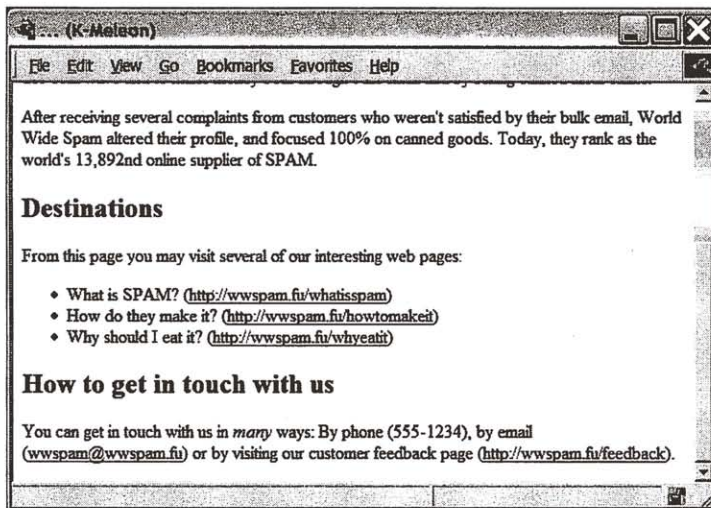 ... (K-Meleon)
File Edit View Go Bookmarks Favorites Help
After receiving several complaints from customers who weren't satisfied by their bulk email, World
Wide Spam altered their profile, and focused 100% on canned goods. Today, they rank as the
world's 13,892nd online supplier of SPAM.
Destinations
From this page you may visit several of our interesting web pages:
• What is SPAM? (http://wwspam.fu/whatisspam)
• How do they make it? (http://wwspam.fu/howtomakeit)
• Why should I eat it? (http://wwspam.fu/whyeatit)
How to get in touch with us
You can get in touch with us in many ways: By phone (555-1234), by email
(wwspam@wwspam.fu) or by visiting our customer feedback page (http://wwspam.fu/feedback).